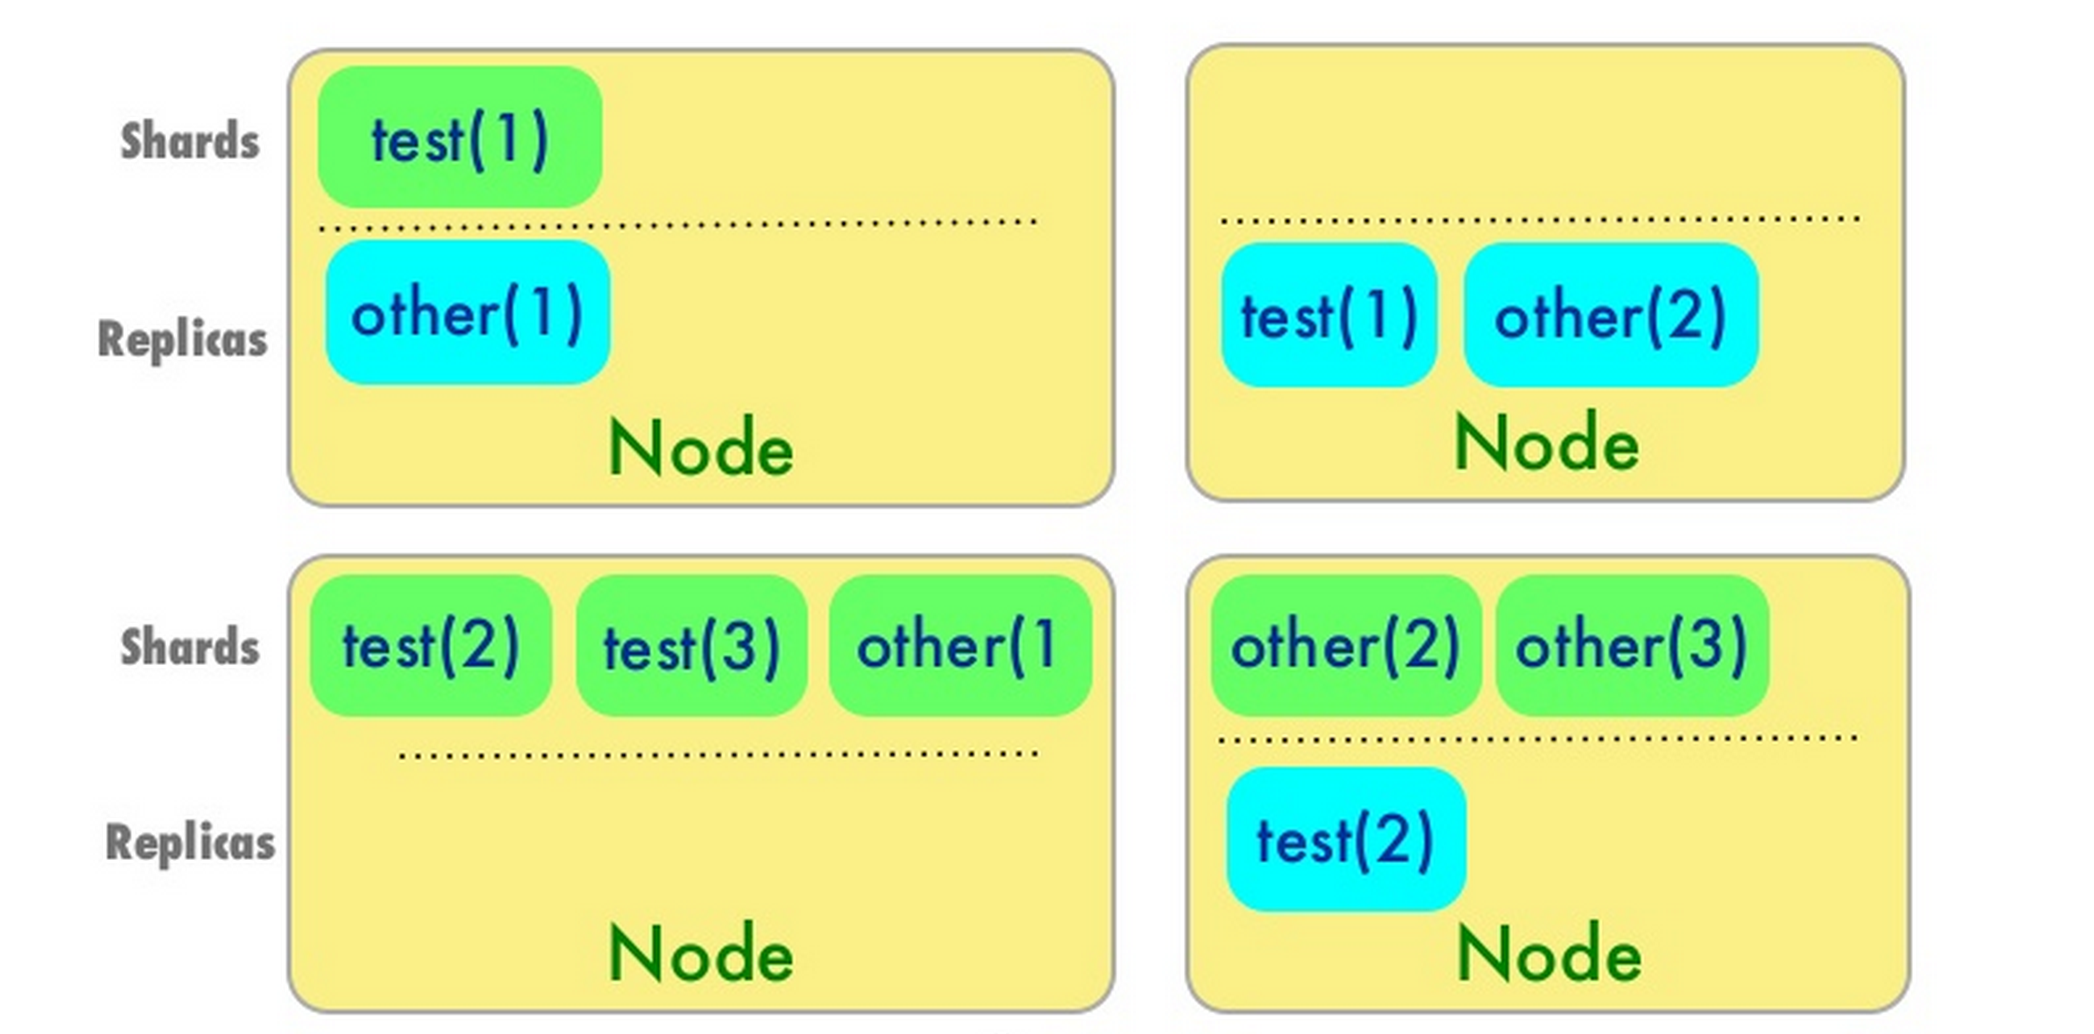 Shards
test(1)
Replicas
other(1)
Node
test(1)
other(2)
Node
Shards
test(2)
test(3)
other(1
Replicas
Node
other(2)
other(3)
test(2)
Node